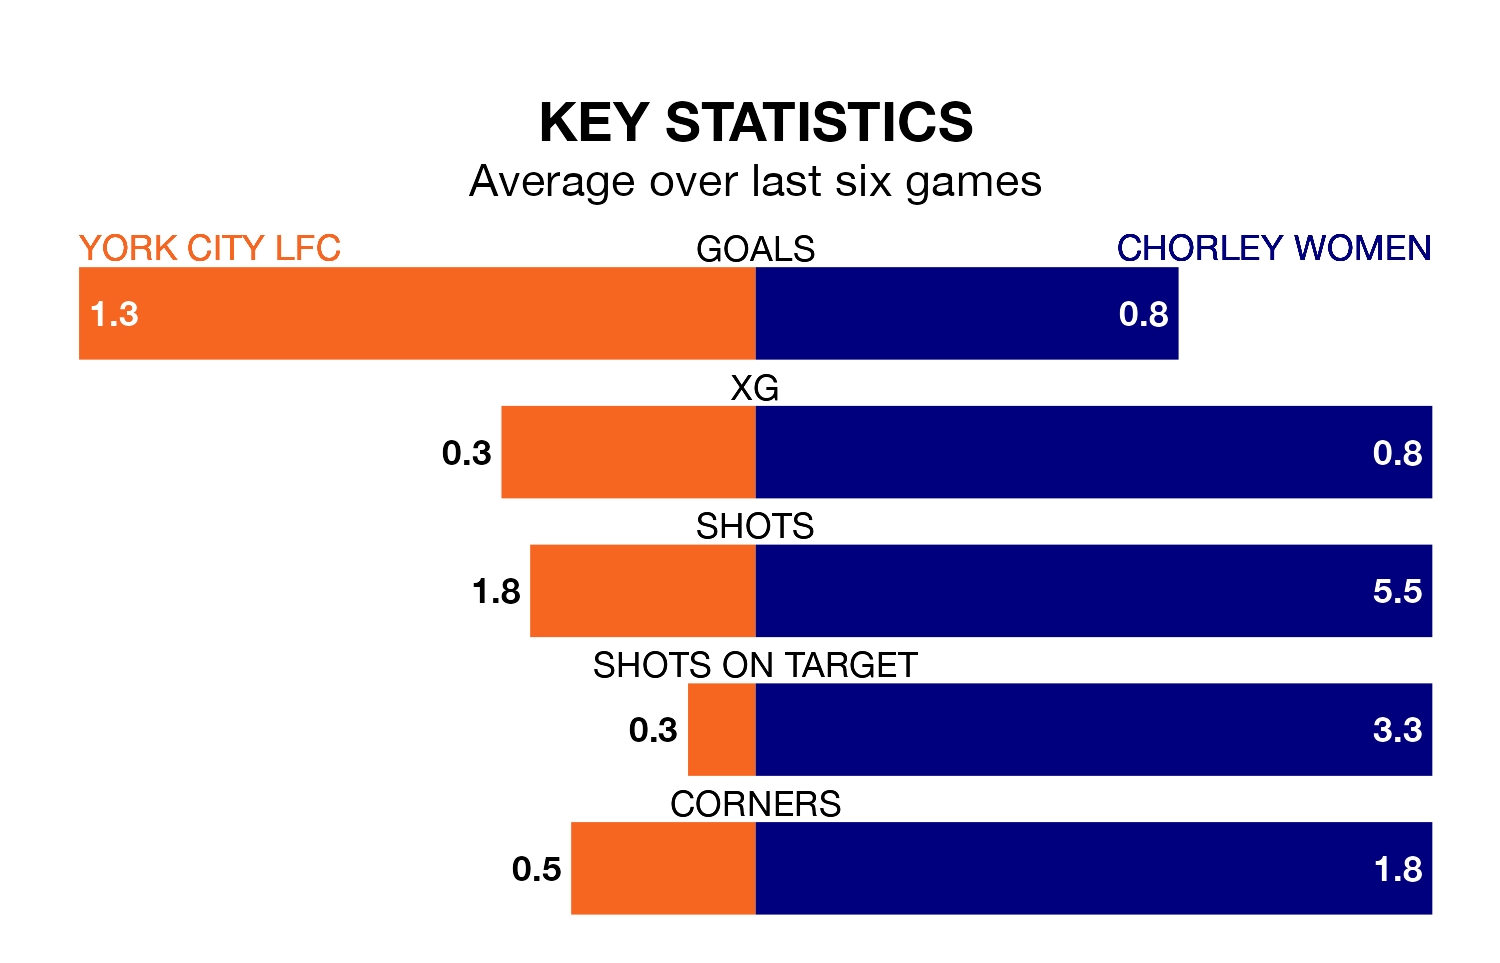 KEY STATISTICS
Average over last six games
YORK CITY LFC GOALS CHORLEY WOMEN
1.3 0.8
XG
0.3 0.8
SHOTS
1.8 5.5
SHOTS ON TARGET
0.3 3.3
CORNERS
0.5 1.8